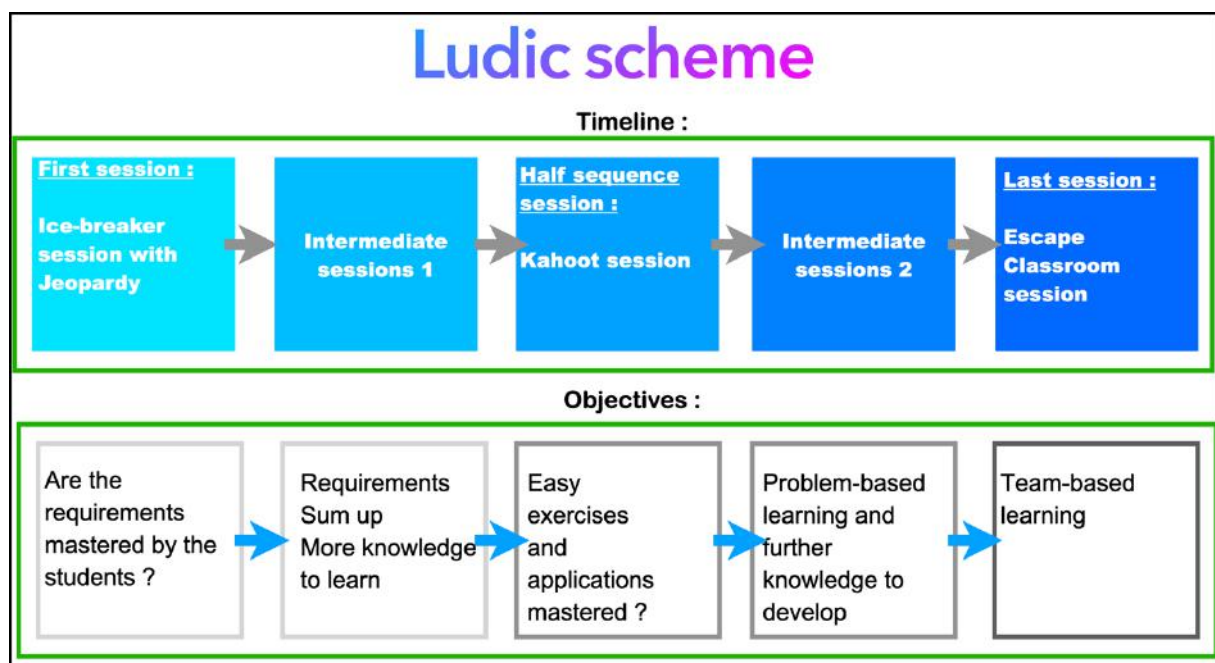 Ludic scheme
Timeline :
First session :
Ice-breaker
session with
Jeopardy
Intermediate
sessions 1
Half sequence
session :
Kahoot session
Intermediate
sessions 2
Last session :
Escape
Classroom
session
Objectives :
Are the
requirements
mastered by the
students ?
Requirements
Sum up
More knowledge
to learn
Easy
exercises
and
applications
mastered ?
Problem-based
learning and
further
knowledge to
develop
Team-based
learning